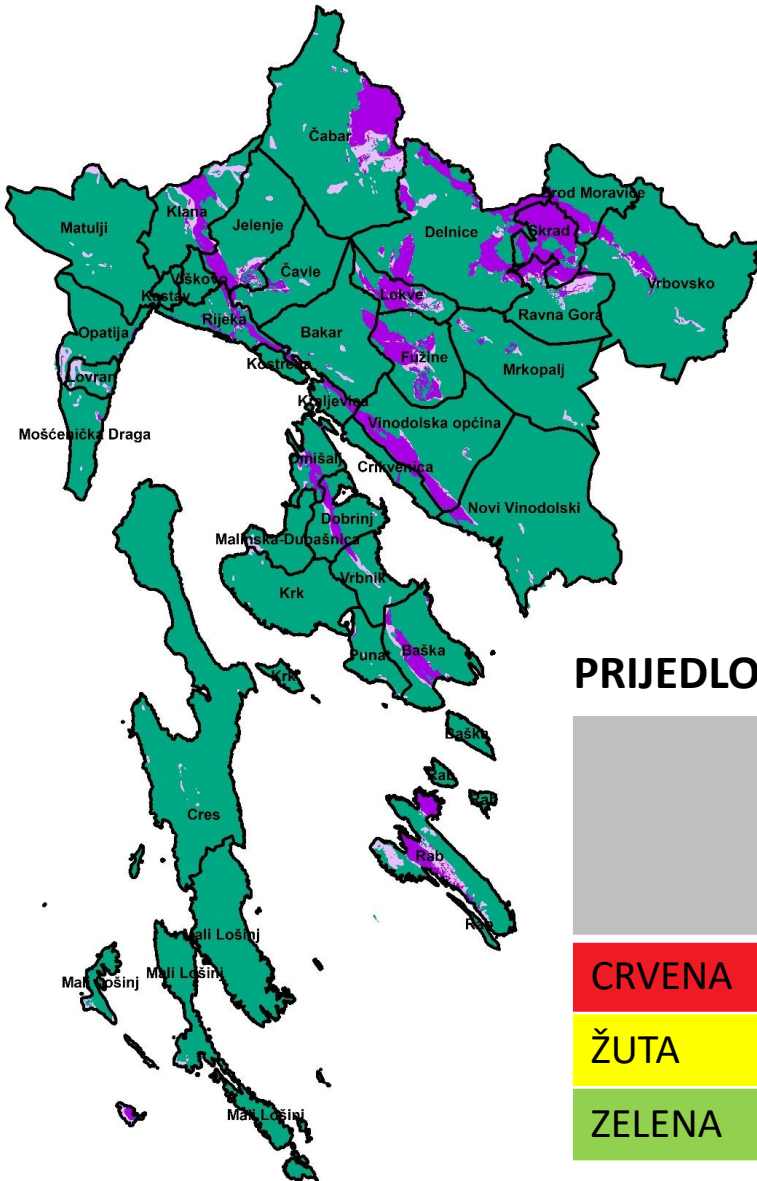 Čabar
Brod Moravice
Klana
Matulji
Jelenje
Delnice
Skrad
Čavle
Viškovo
Vrbovsko
Kastav
Lokve
Rijeka
Ravna Gora
Opatija
Bakar
Fužine
Kostrena
Mrkopalj
Lovran
Kraljevica
Vinodolska općina
Mošćenička Draga
Omišalj
Crikvenica
Novi Vinodolski
Dobrinj
Malinska-Dubašnica
Vrbnik
Krk
Punat
Baška
Krk
PRIJEDLO
Baška
Rab
Rab
Cres
Rab
Rab
Mali Lošinj
Mali Lošinj
Mali Lošinj
CRVENA
ŽUTA
Mali Lošinj
ZELENA